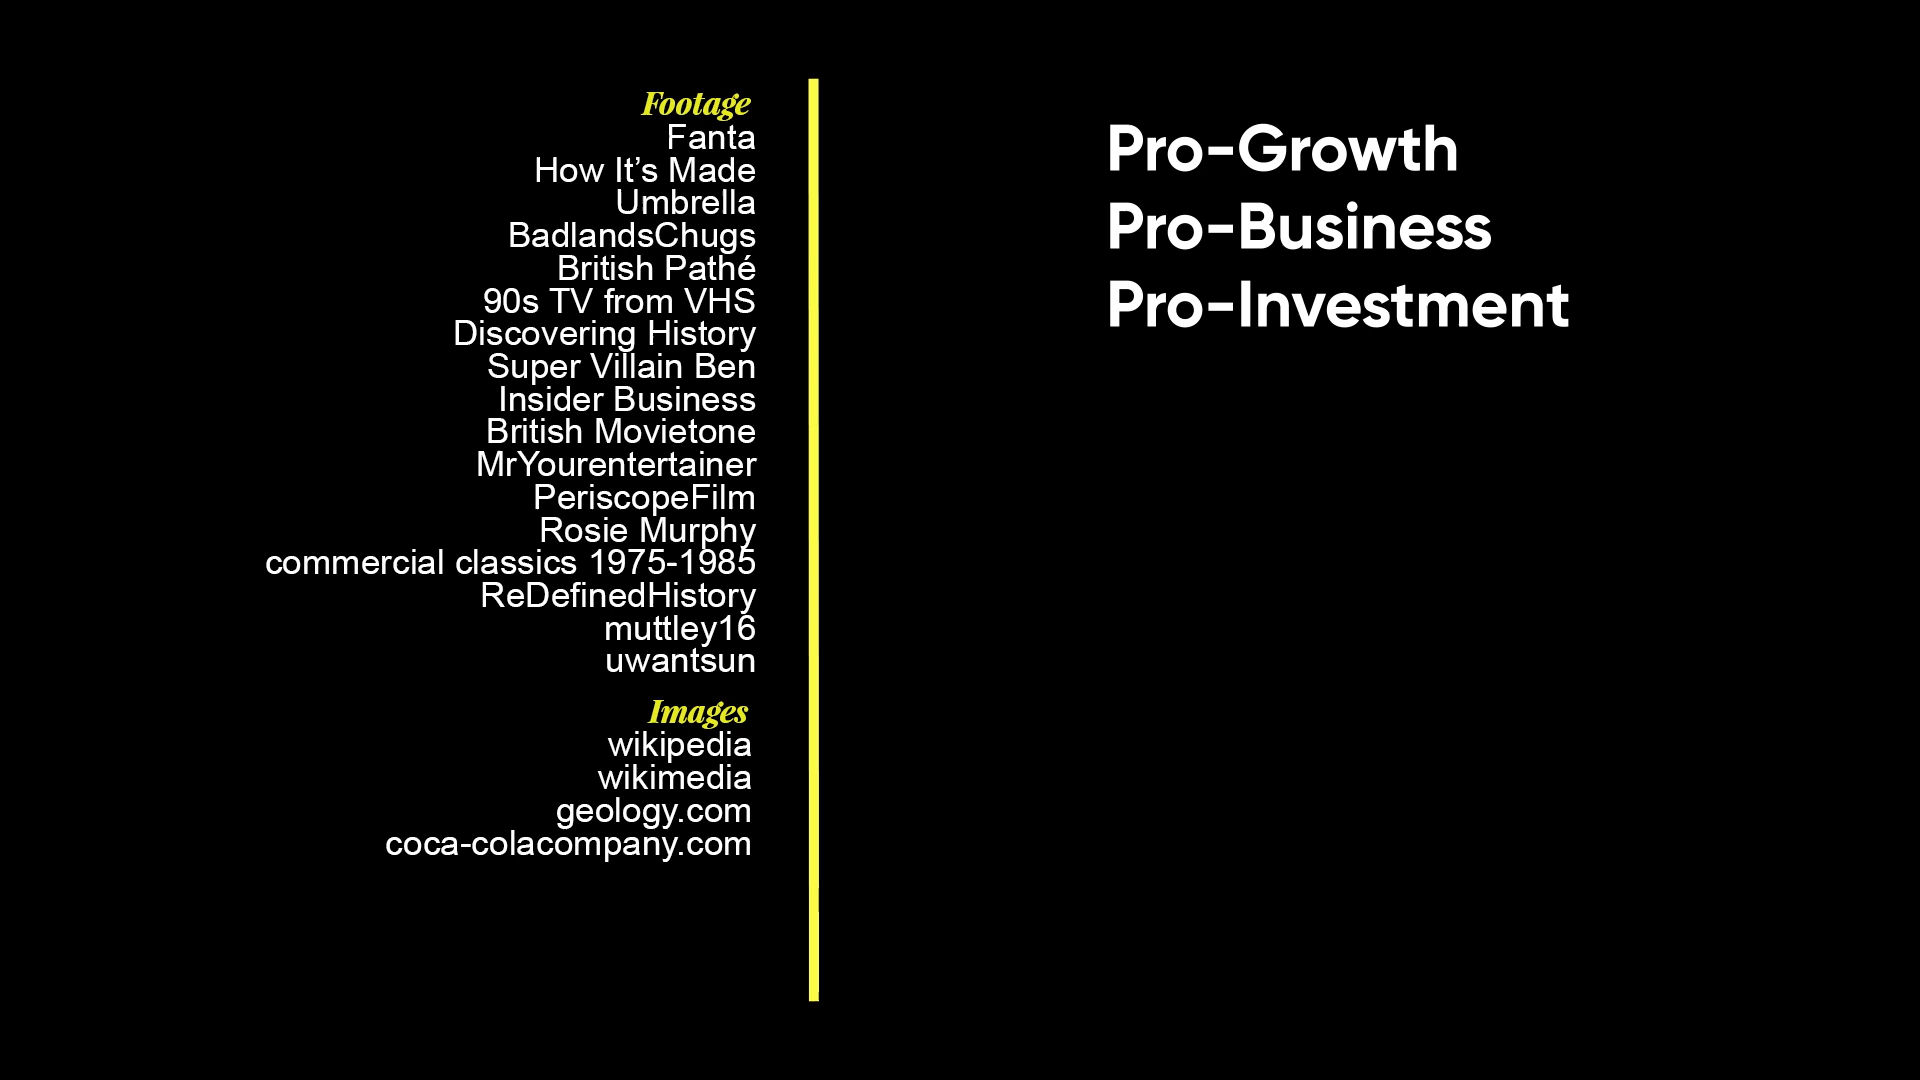 Footage
Fanta
How It’s Made
Umbrella
BadlandsChugs
British Pathé
90s TV from VHS
Discovering History
Super Villain Ben
Insider Business
British Movietone
MrYourentertainer
PeriscopeFilm
Rosie Murphy
commercial classics 1975-1985
ReDefinedHistory
muttley16
uwantsun
Images
wikipedia
wikimedia
geology.com
coca-colacompany.com
Pro-Growth
Pro-Business
Pro-Investment